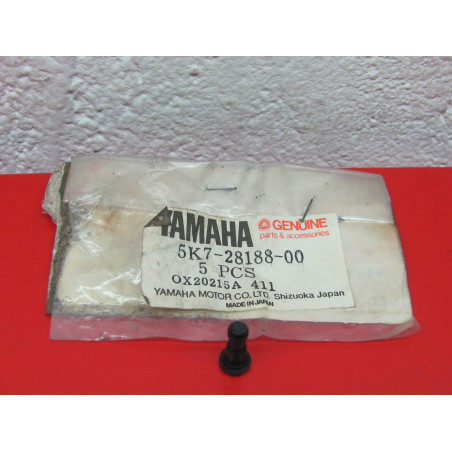 YAMAHA
GENUINE
parts & accessories
5K7-28188-00
5 PCS
OX20215A 411
YAMAHA MOTOR CO., LTD. Shizuoka Japan
MADE IN JAPAN